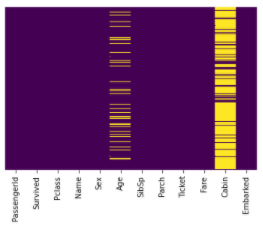 PassengerId
Survived
Pclass
Name
Sex
Age
SibSp
Parch
Ticket
Fare
Cabin
Embarked